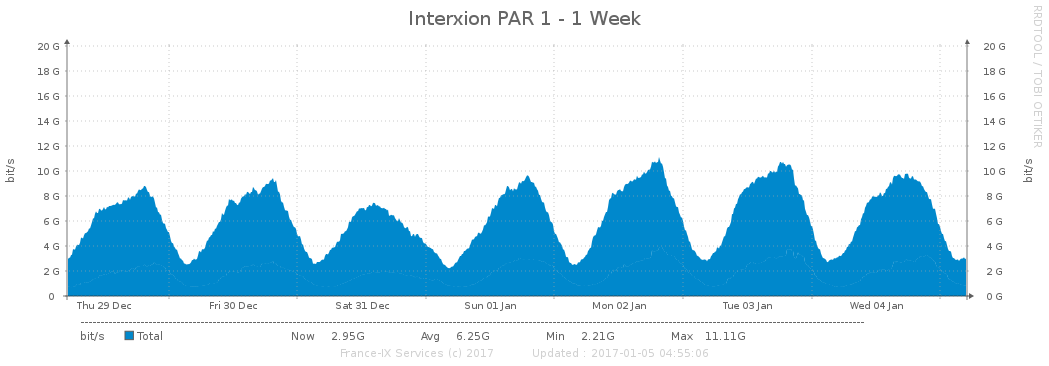 Interxion PAR 1 - 1 Week
RRDTOOL / TOBI OETIKER
bit/s
bit/s
20 G 20 G
18 G 18 G
16 G 16 G
14 G 14 G
12 G 12 G
10 G 10 G
8 G 8 G
6 G 6 G
4 G 4 G
2 G 2 G
0 0 G
Thu 29 Dec Fri 30 Dec Sat 31 Dec Sun 01 Jan Mon 02 Jan Tue 03 Jan Wed 04 Jan
bit/s Total Now 2.95G Avg 6.25G Min 2.21G Max 11.11G
France-IX Services (c) 2017 Updated : 2017-01-05 04:55:06